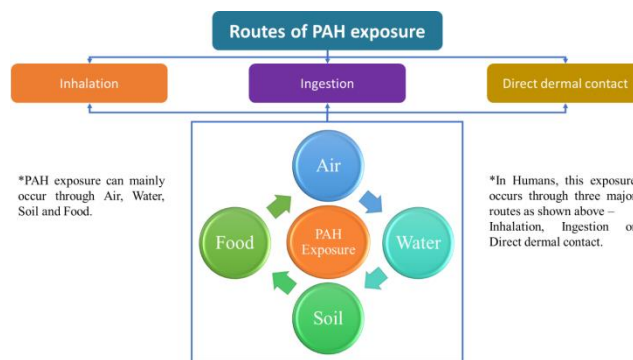 Routes of PAH exposure
Inhalation
Ingestion
Direct dermal contact
*PAH exposure can mainly
occur through Air, Water,
Soil and Food.
Air
Food
PAH
Exposure
Water
Soil
*In Humans, this exposure
occurs through three major
routes as shown above –
Inhalation, Ingestion or
Direct dermal contact.